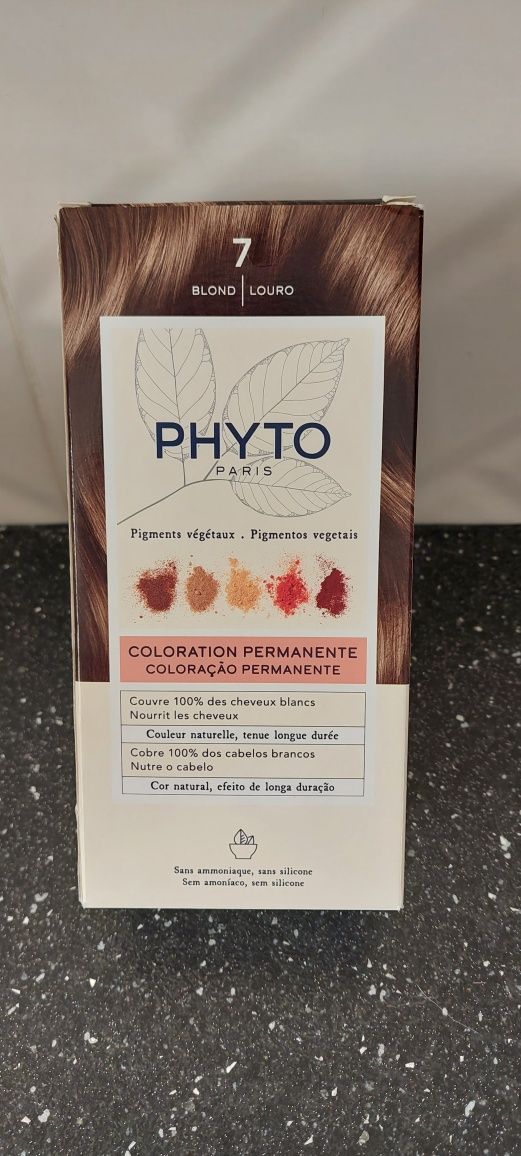 7
BLOND | LOURO
PHYTO
PARIS
Pigments végétaux . Pigmentos vegetais
COLORATION PERMANENTE
COLORAÇÃO PERMANENTE
Couvre 100% des cheveux blancs
Nourrit les cheveux
Couleur naturelle, tenue longue durée
Cobre 100% dos cabelos brancos
Nutre o cabelo
Cor natural, efeito de longa duração
Sans ammoniaque, sans silicone
Sem amoníaco, sem silicone